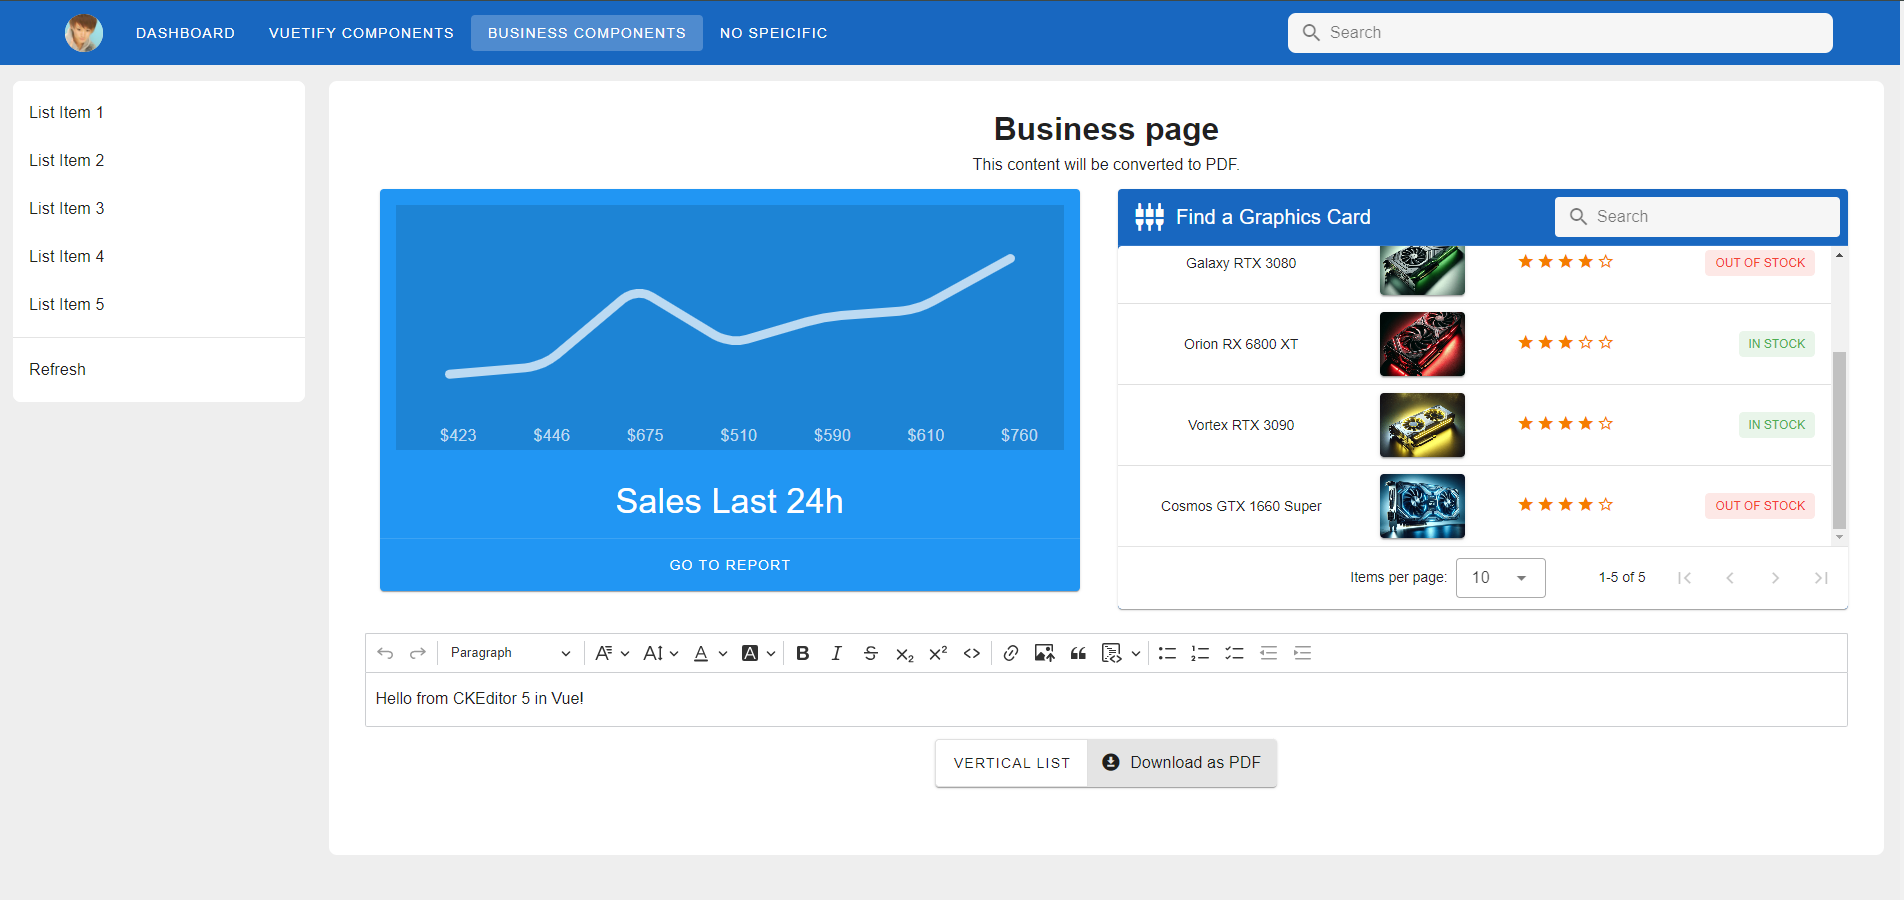 DASHBOARD VUETIFY COMPONENTS BUSINESS COMPONENTS NO SPEICIFIC Search
List Item 1
List Item 2
List Item 3
List Item 4
List Item 5
Refresh
Business page
This content will be converted to PDF.
$423 $446 $675 $510 $590 $610 $760
Sales Last 24h
GO TO REPORT
Find a Graphics Card Search
Galaxy RTX 3080 OUT OF STOCK
Orion RX 6800 XT IN STOCK
Vortex RTX 3090 IN STOCK
Cosmos GTX 1660 Super OUT OF STOCK
Items per page: 10 1-5 of 5
Paragraph
Hello from CKEditor 5 in Vue!
VERTICAL LIST Download as PDF